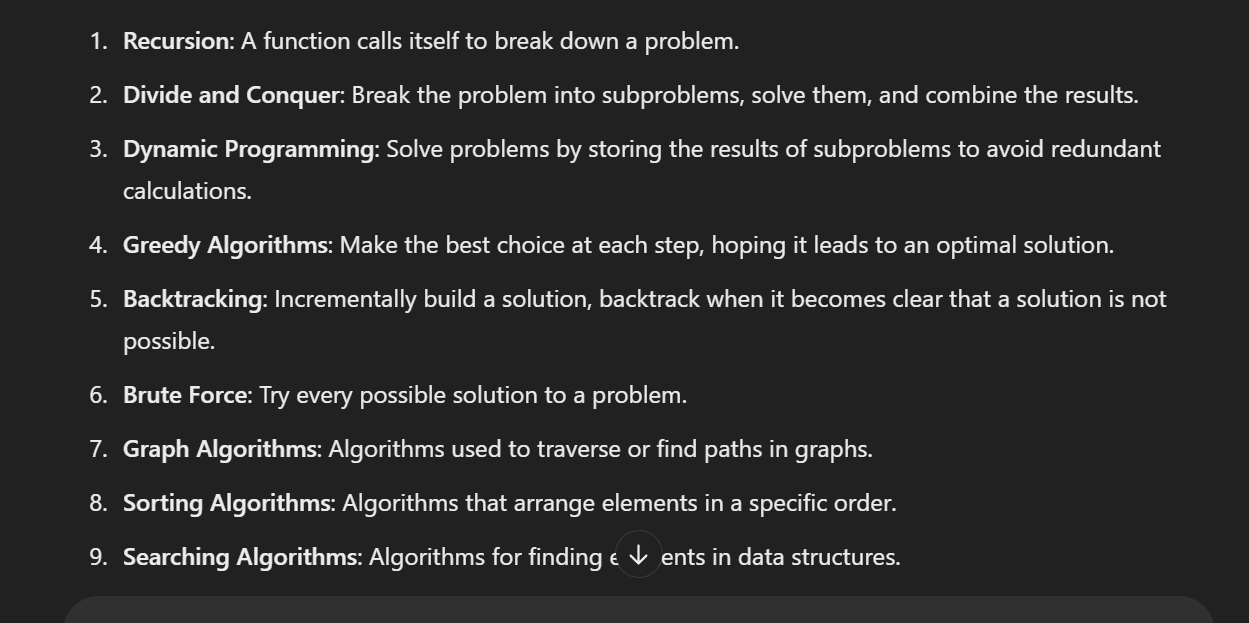 1. Recursion: A function calls itself to break down a problem.
2. Divide and Conquer: Break the problem into subproblems, solve them, and combine the results.
3. Dynamic Programming: Solve problems by storing the results of subproblems to avoid redundant
calculations.
4. Greedy Algorithms: Make the best choice at each step, hoping it leads to an optimal solution.
5. Backtracking: Incrementally build a solution, backtrack when it becomes clear that a solution is not
possible.
6. Brute Force: Try every possible solution to a problem.
7. Graph Algorithms: Algorithms used to traverse or find paths in graphs.
8. Sorting Algorithms: Algorithms that arrange elements in a specific order.
9. Searching Algorithms: Algorithms for finding in data structures.